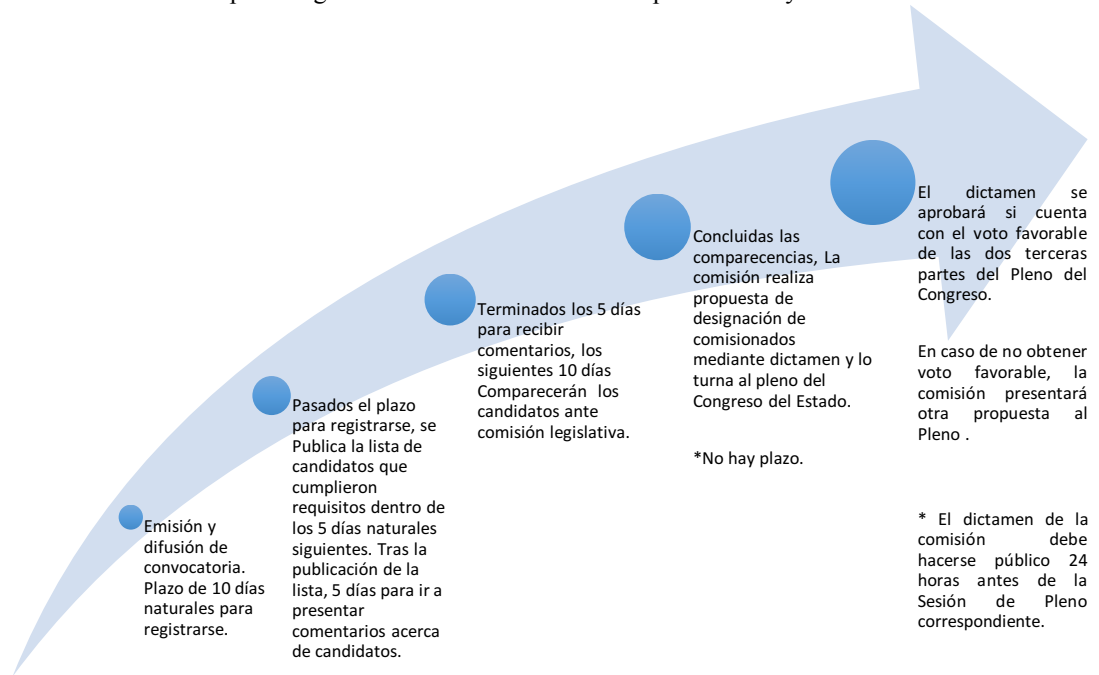 Emisión y
difusión de
convocatoria.
Plazo de 10 días
naturales para
registrarse.
Pasados el plazo
para registrarse, se
Publica la lista de
candidatos que
cumplieron
requisitos dentro de
los 5 días naturales
siguientes. Tras la
publicación de la
lista, 5 días para ir a
presentar
comentarios acerca
de candidatos.
Terminados los 5 días
para recibir
comentarios, los
siguientes 10 días
Comparecerán los
candidatos ante
comisión legislativa.
Concluidas las
comparecencias, La
comisión realiza
propuesta de
designación de
comisionados
mediante dictamen y lo
turna al pleno del
Congreso del Estado.
*No hay plazo.
El dictamen se
aprobará si cuenta
con el voto favorable
de las dos terceras
partes del Pleno del
Congreso.
En caso de no obtener
voto favorable, la
comisión presentará
otra propuesta al
Pleno .
* El dictamen de la
comisión debe
hacerse público 24
horas antes de la
Sesión de Pleno
correspondiente.